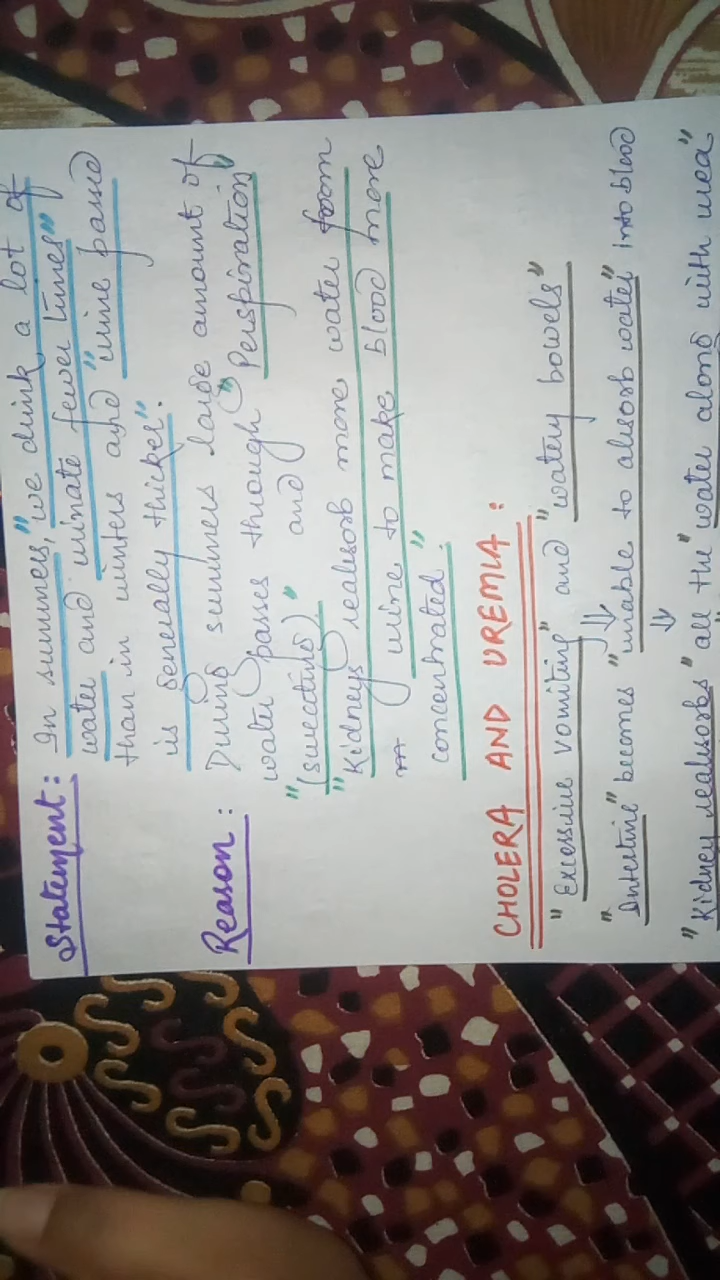 Statement: In summers, "we drink a lot of
water and urinate fewer times"
than in winters and "urine passed
is generally thicker".
Reason: During summers large amount of
water passes through "Perspiration"
"(sweating)" and
"Kidneys reabsorb more water from
urine to make blood more
concentrated."
CHOLERA AND UREMIA:
"Excessive vomiting" and "watery bowels"
⇓
"Intestine" becomes "unable to absorb water" into blood
⇓
"Kidney reabsorbs" all the "water along with urea"